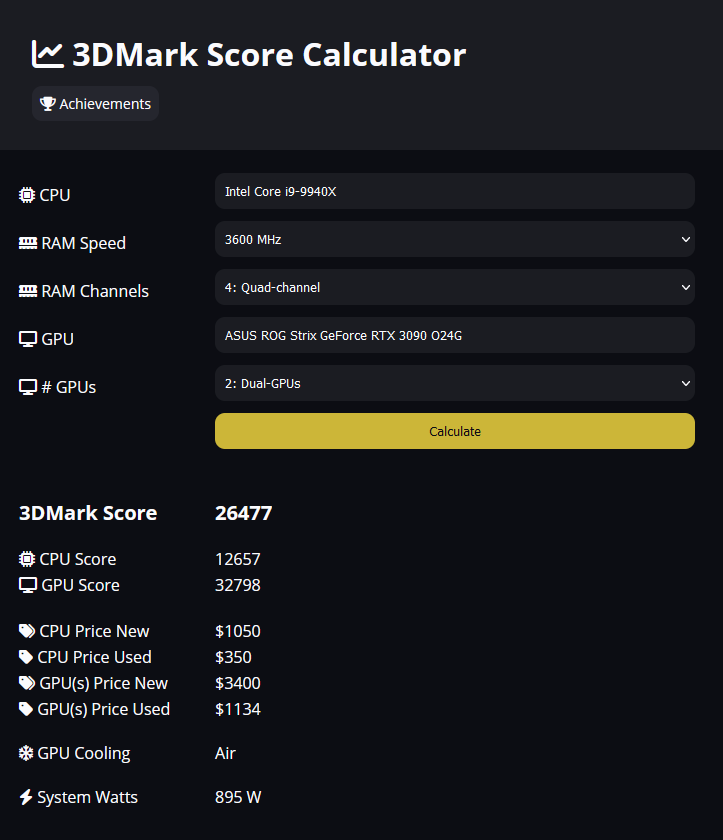 3DMark Score Calculator
Achievements
CPU Intel Core i9-9940X
RAM Speed 3600 MHz
RAM Channels 4: Quad-channel
GPU ASUS ROG Strix GeForce RTX 3090 O24G
# GPUs 2: Dual-GPUs
Calculate
3DMark Score 26477
CPU Score 12657
GPU Score 32798
CPU Price New $1050
CPU Price Used $350
GPU(s) Price New $3400
GPU(s) Price Used $1134
GPU Cooling Air
System Watts 895 W